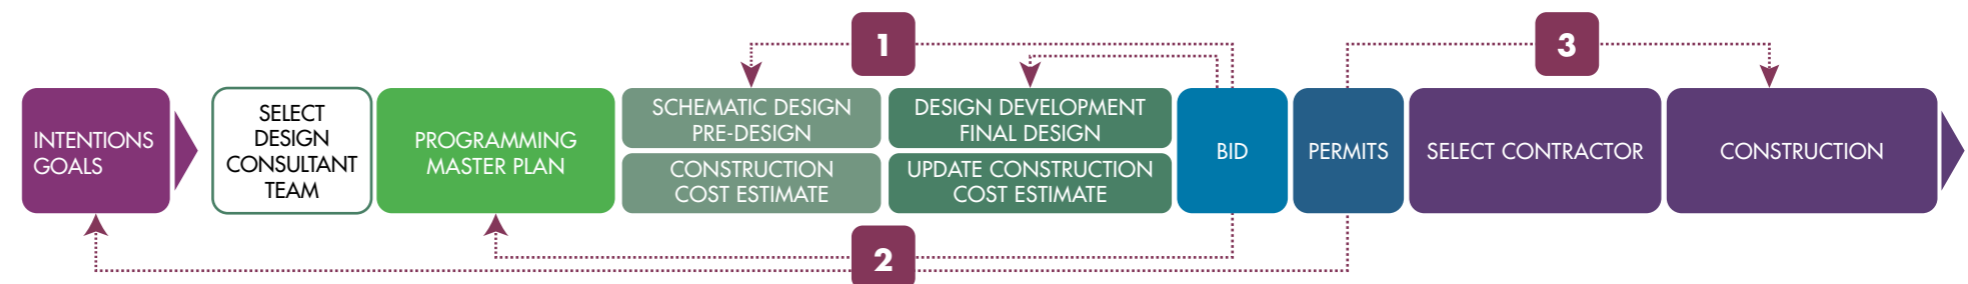 1
3
INTENTIONS
GOALS
SELECT
DESIGN
CONSULTANT
TEAM
PROGRAMMING
MASTER PLAN
SCHEMATIC DESIGN
PRE-DESIGN
CONSTRUCTION
COST ESTIMATE
DESIGN DEVELOPMENT
FINAL DESIGN
UPDATE CONSTRUCTION
COST ESTIMATE
BID
PERMITS
SELECT CONTRACTOR
CONSTRUCTION
2